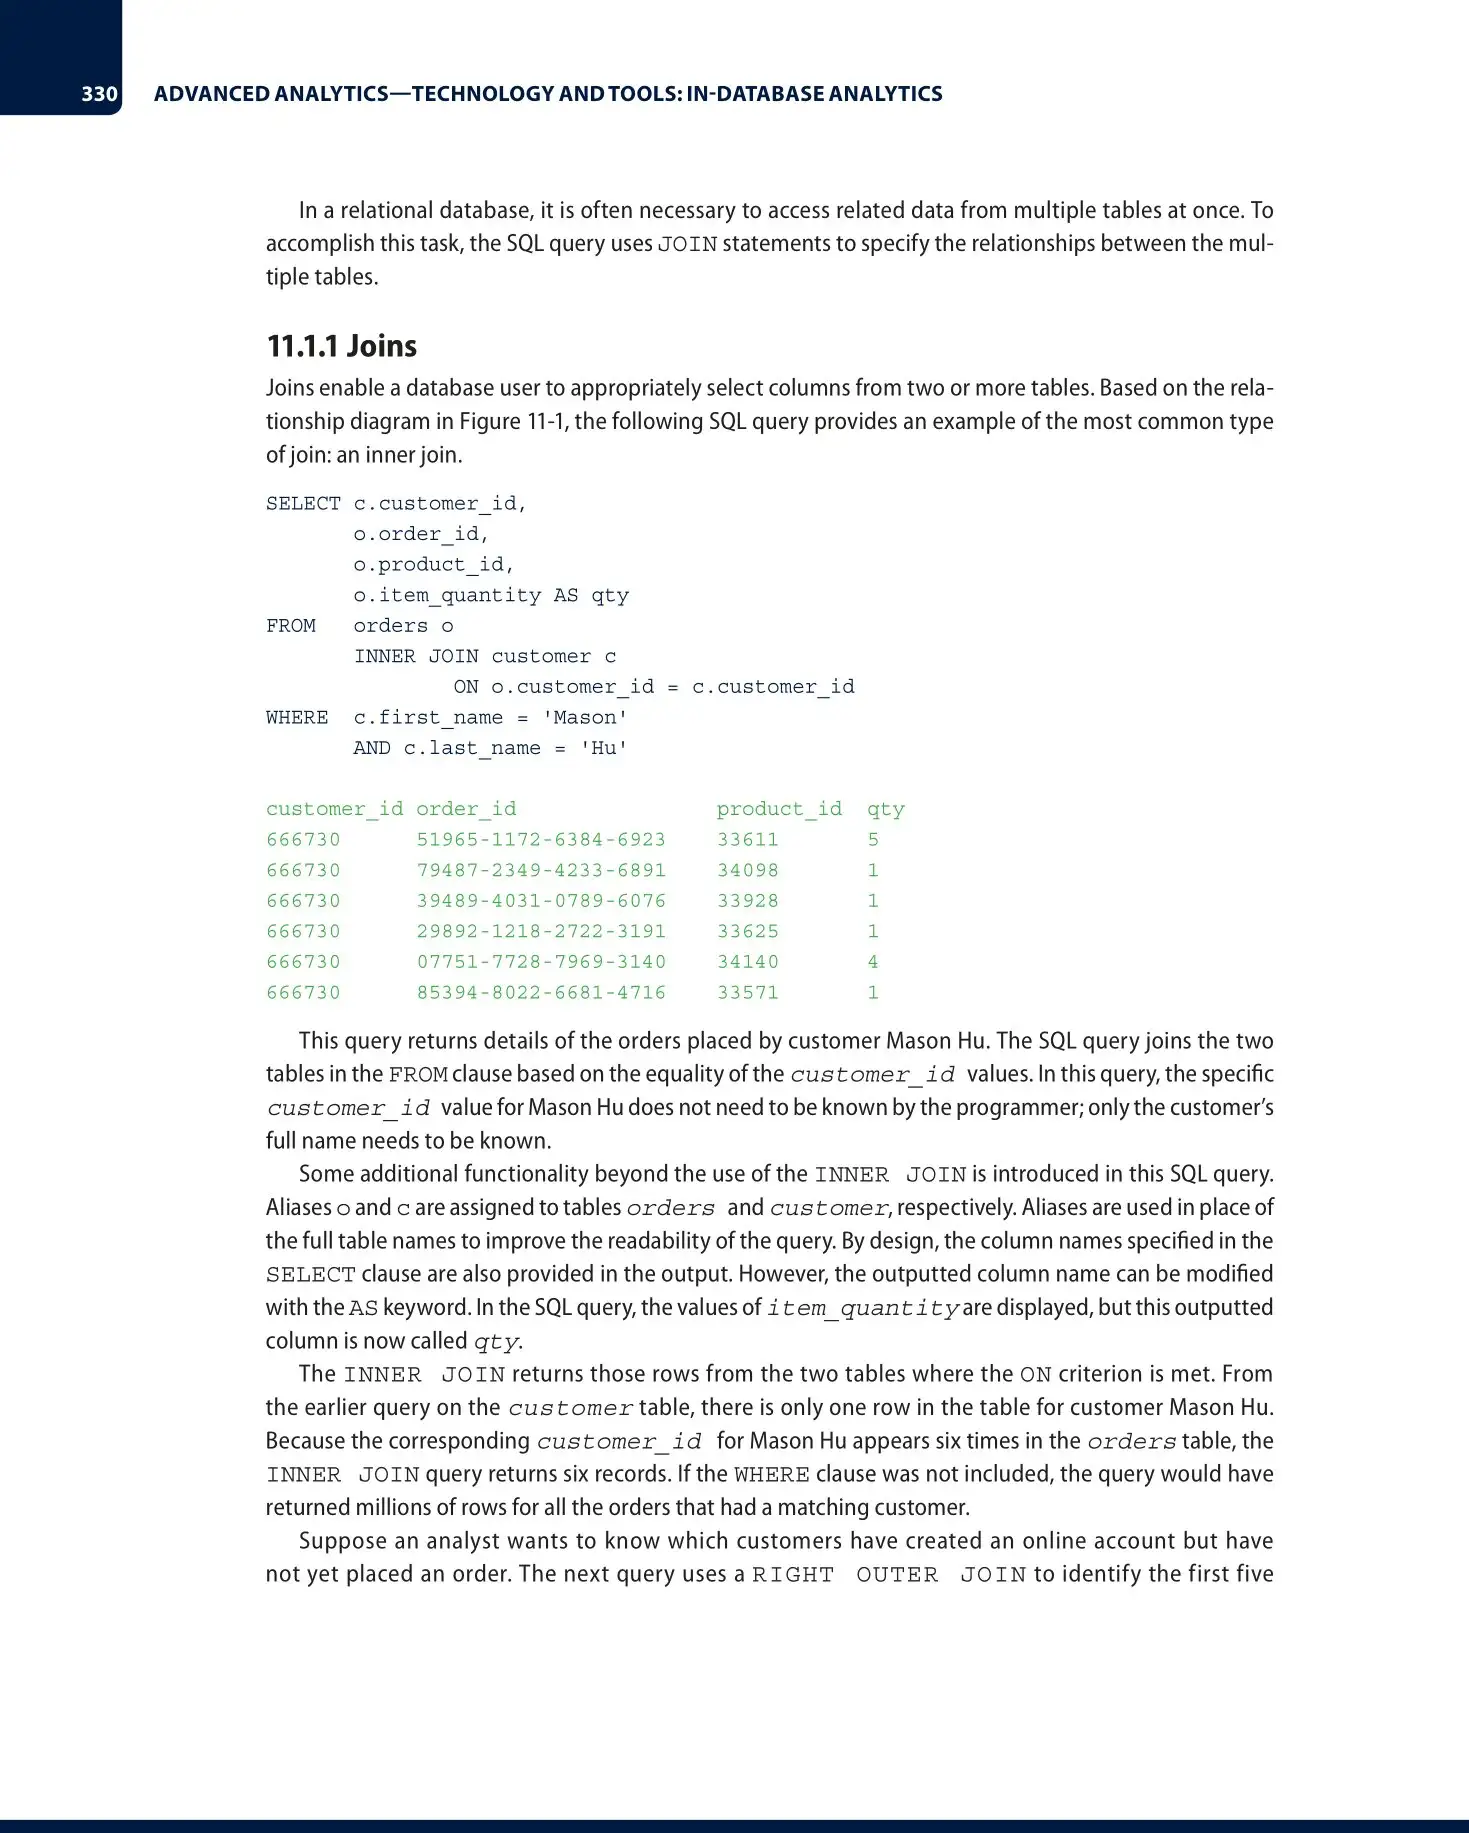 330 ADVANCED ANALYTICS—TECHNOLOGY AND TOOLS: IN-DATABASE ANALYTICS
In a relational database, it is often necessary to access related data from multiple tables at once. To
accomplish this task, the SQL query uses JOIN statements to specify the relationships between the mul-
tiple tables.
11.1.1 Joins
Joins enable a database user to appropriately select columns from two or more tables. Based on the rela-
tionship diagram in Figure 11-1, the following SQL query provides an example of the most common type
of join: an inner join.
SELECT c.customer_id,
       o.order_id,
       o.product_id,
       o.item_quantity AS qty
FROM   orders o
       INNER JOIN customer c
               ON o.customer_id = c.customer_id
WHERE  c.first_name = 'Mason'
       AND c.last_name = 'Hu'
customer_id order_id                product_id  qty
666730      51965-1172-6384-6923    33611       5
666730      79487-2349-4233-6891    34098       1
666730      39489-4031-0789-6076    33928       1
666730      29892-1218-2722-3191    33625       1
666730      07751-7728-7969-3140    34140       4
666730      85394-8022-6681-4716    33571       1
This query returns details of the orders placed by customer Mason Hu. The SQL query joins the two
tables in the FROM clause based on the equality of the customer_id values. In this query, the specific
customer_id value for Mason Hu does not need to be known by the programmer; only the customer's
full name needs to be known.
Some additional functionality beyond the use of the INNER JOIN is introduced in this SQL query.
Aliases o and c are assigned to tables orders and customer, respectively. Aliases are used in place of
the full table names to improve the readability of the query. By design, the column names specified in the
SELECT clause are also provided in the output. However, the outputted column name can be modified
with the AS keyword. In the SQL query, the values of item_quantity are displayed, but this outputted
column is now called qty.
The INNER JOIN returns those rows from the two tables where the ON criterion is met. From
the earlier query on the customer table, there is only one row in the table for customer Mason Hu.
Because the corresponding customer_id for Mason Hu appears six times in the orders table, the
INNER JOIN query returns six records. If the WHERE clause was not included, the query would have
returned millions of rows for all the orders that had a matching customer.
Suppose an analyst wants to know which customers have created an online account but have
not yet placed an order. The next query uses a RIGHT OUTER JOIN to identify the first five